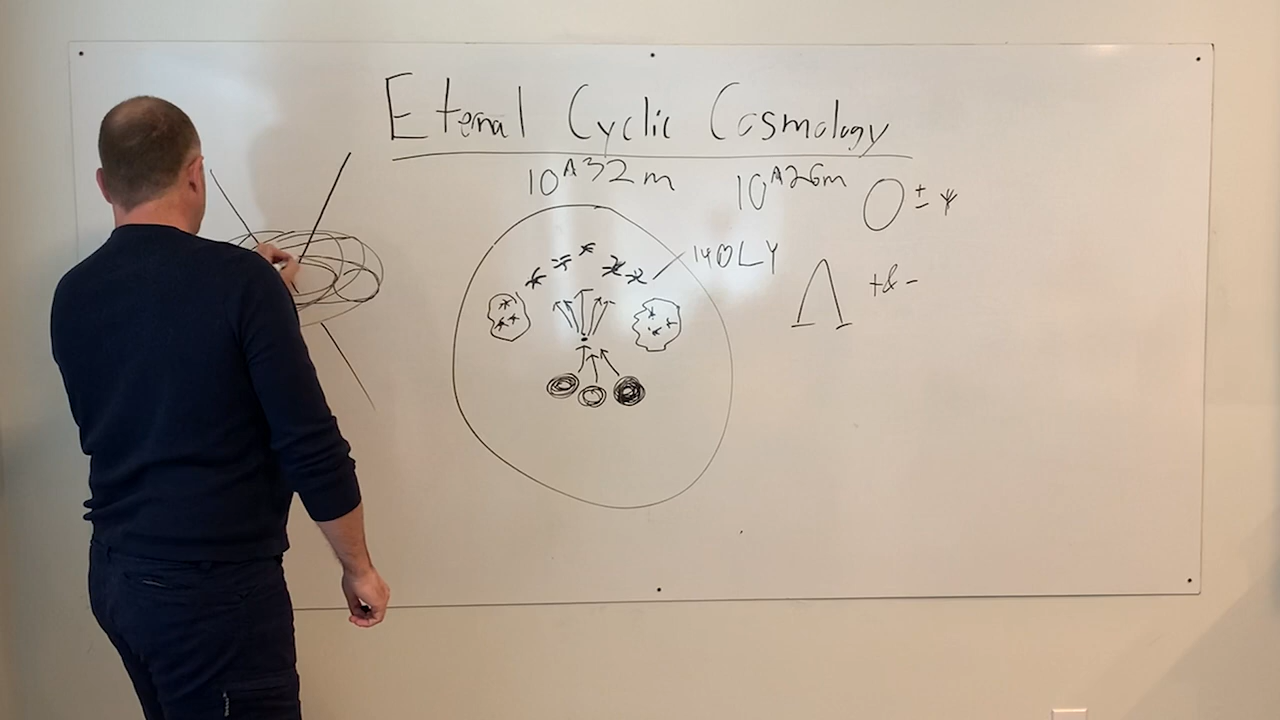 Eternal Cyclic Cosmology
10^32m 10^26m O ±
140LY
Λ +&-